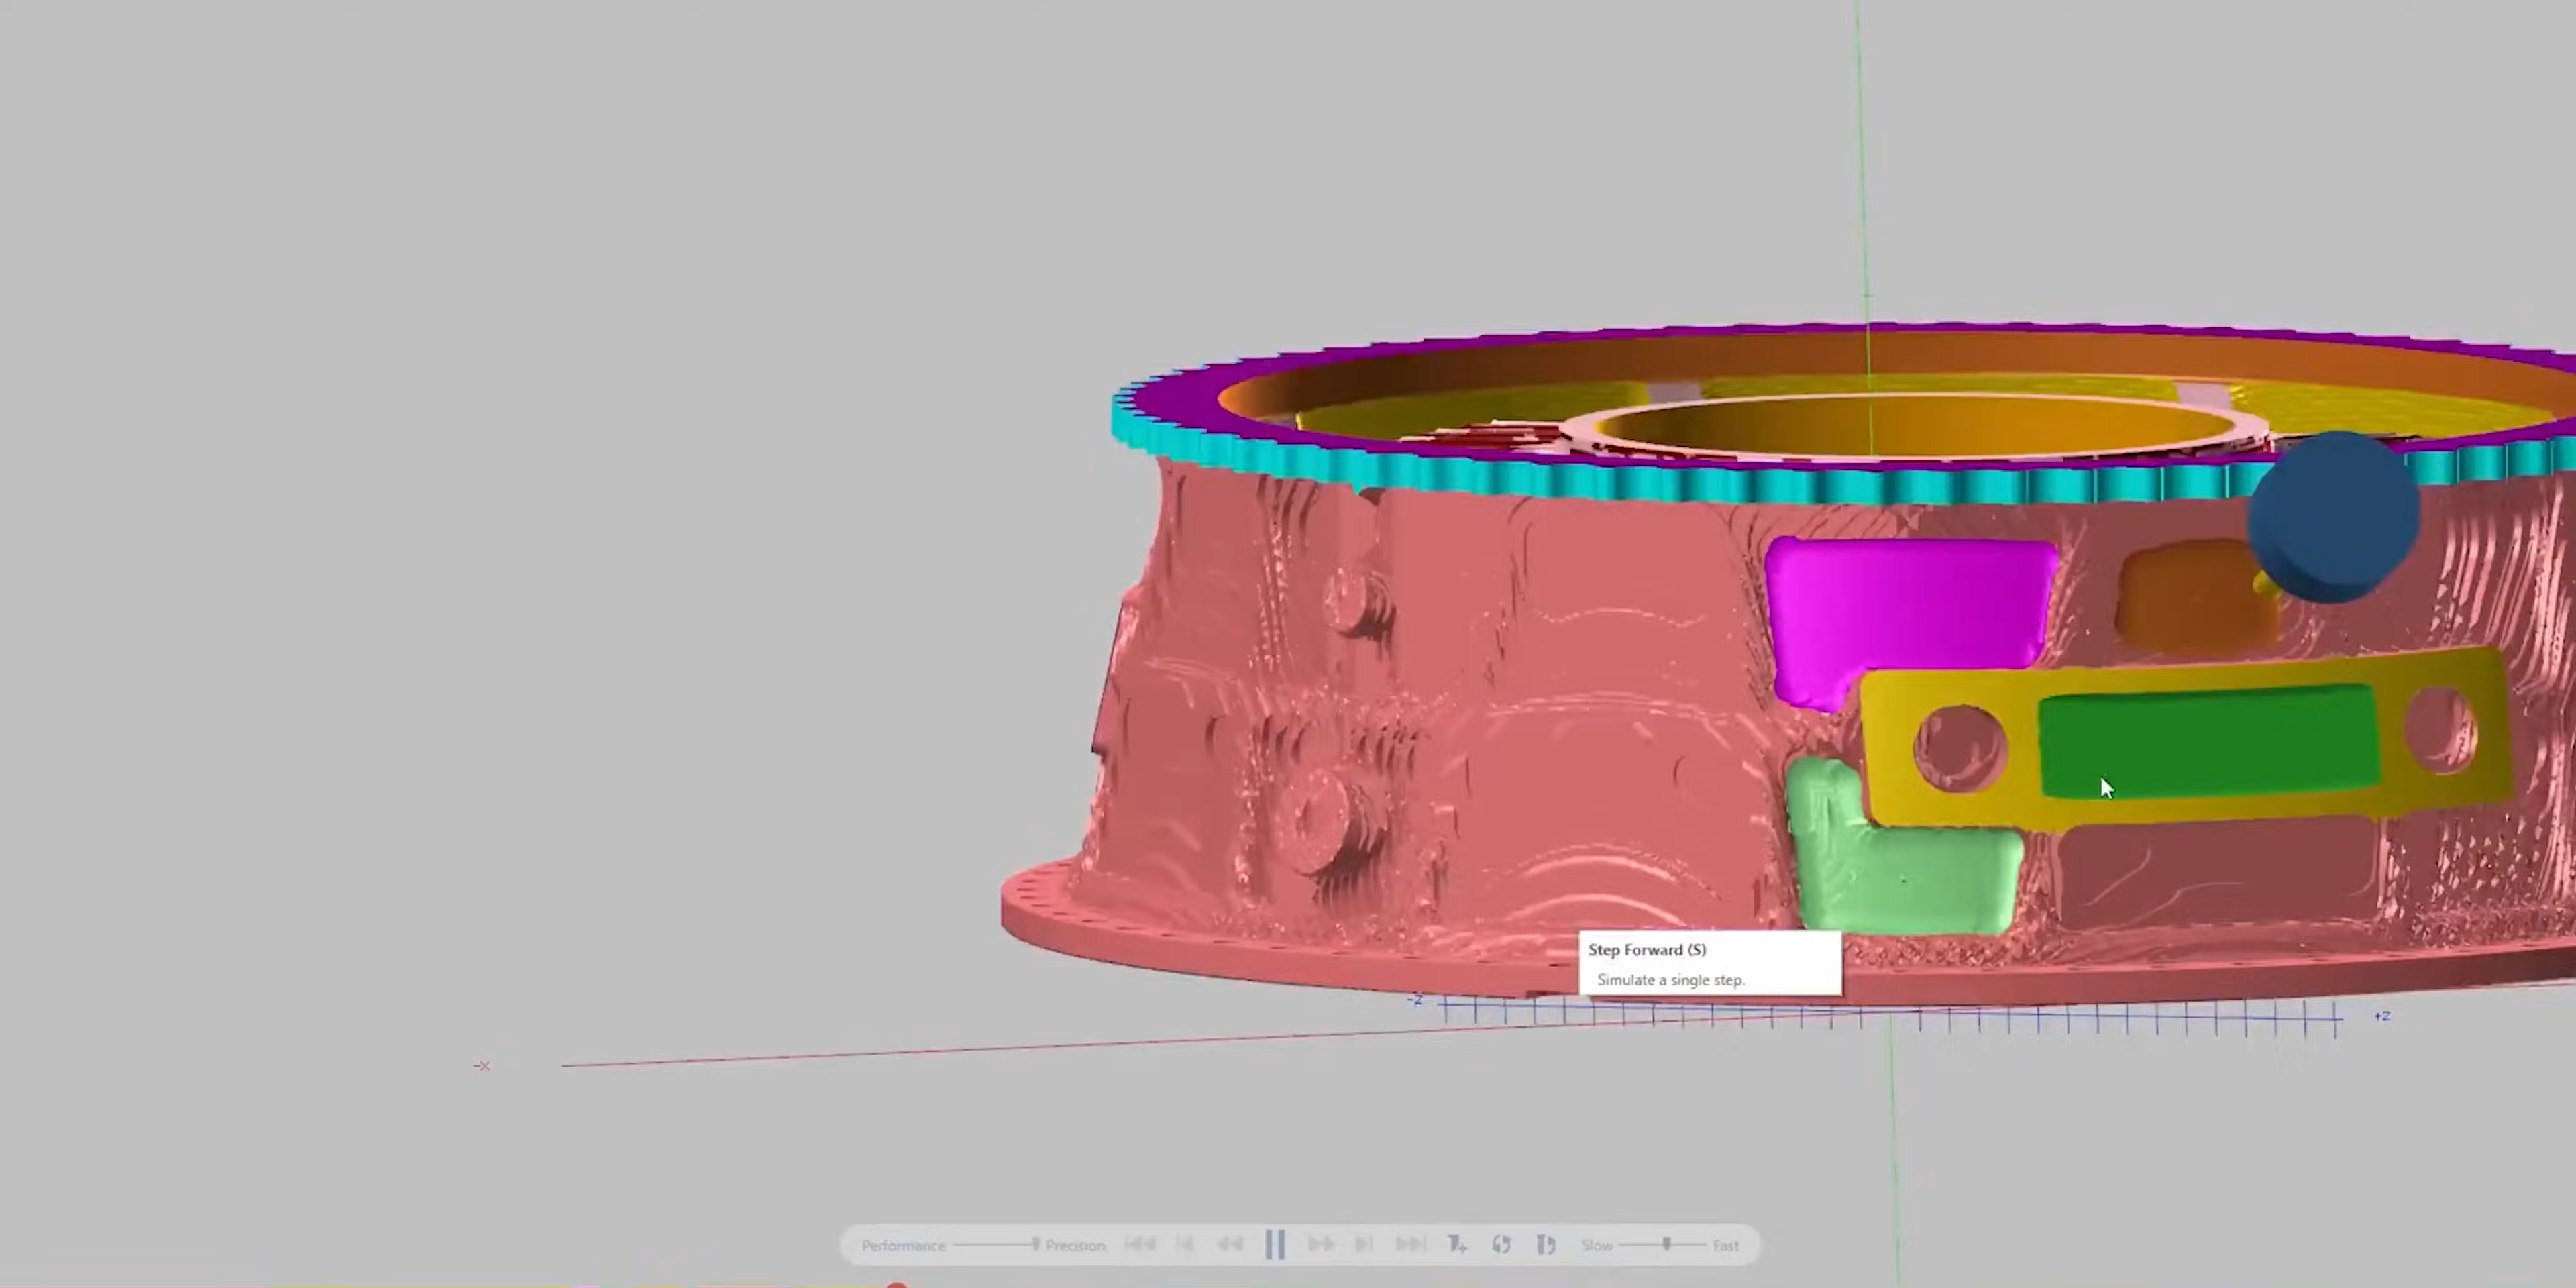 Step Forward (S)
Simulate a single step.
-Z
+Z
-X
Performance Precision Slow Fast